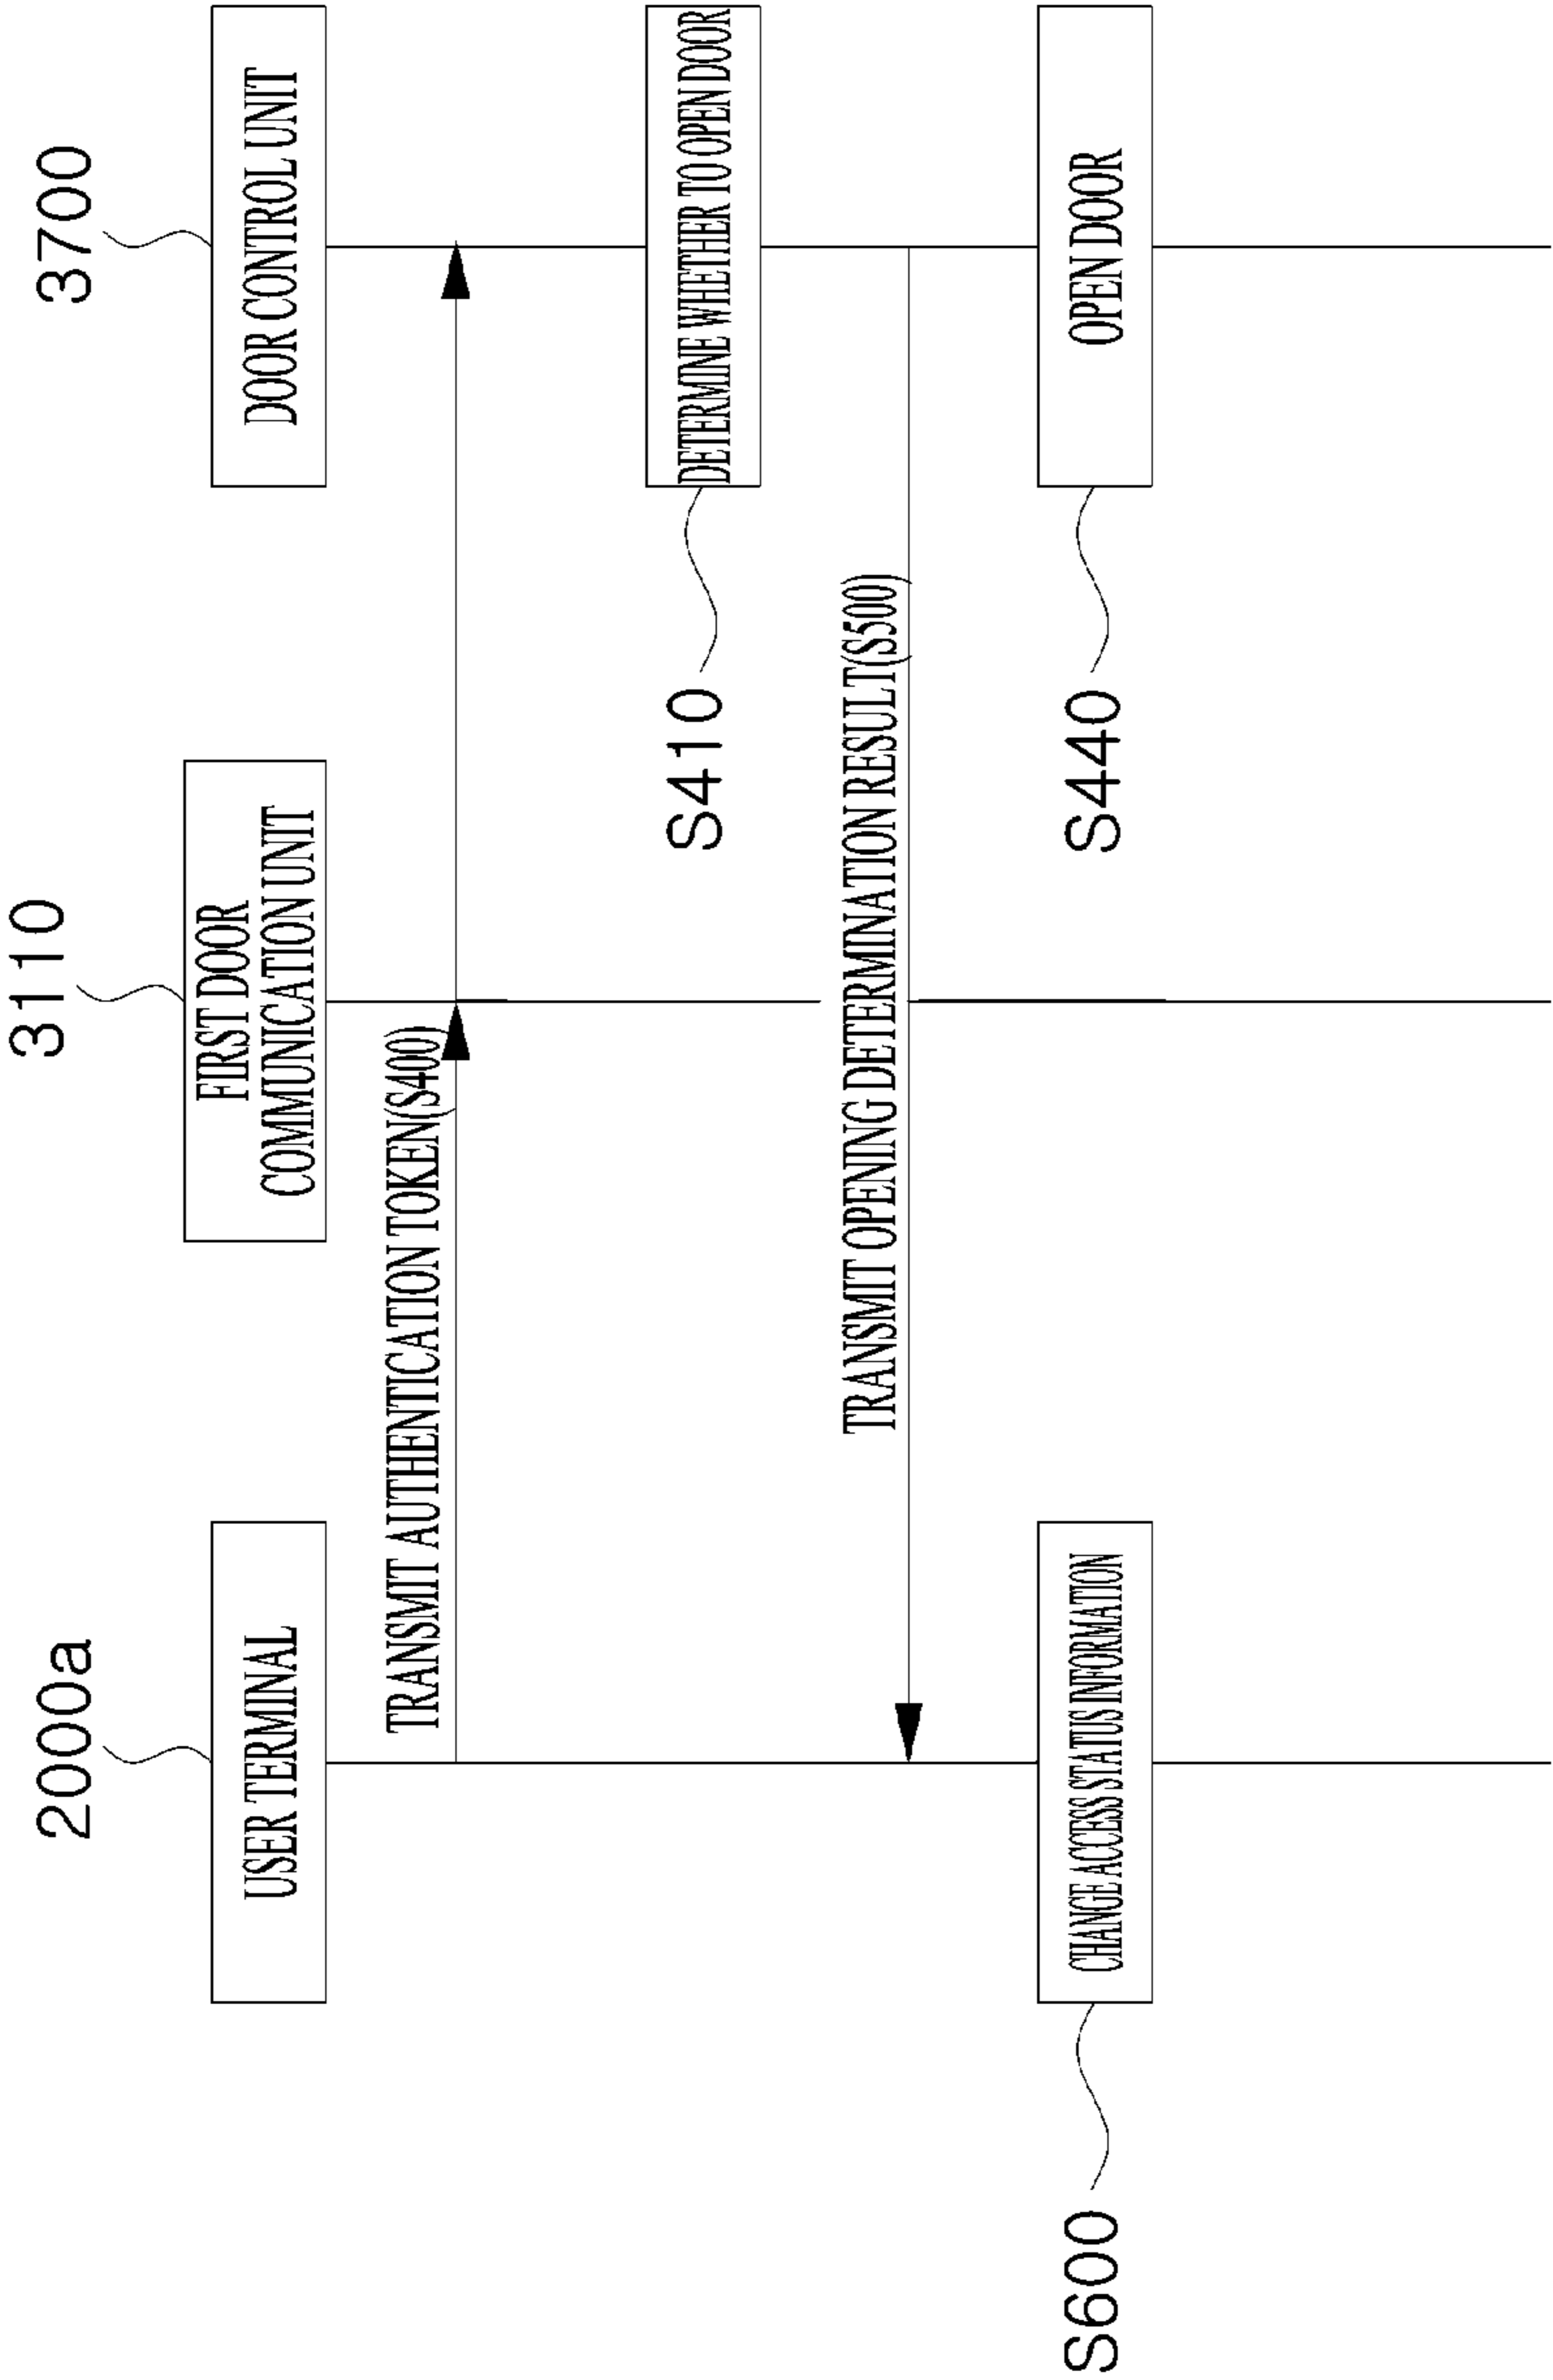 2000a
3110
3700
USER TERMINAL
FIRST DOOR
COMMUNICATION UNIT
DOOR CONTROL UNIT
TRANSMIT AUTHENTICATION TOKEN(S400)
S410
DETERMINE WHETHER TO OPEN DOOR
TRANSMIT OPENING DETERMINATION RESULT(S500)
S600
CHANGE ACCESS STATUS INFORMATION
S440
OPEN DOOR